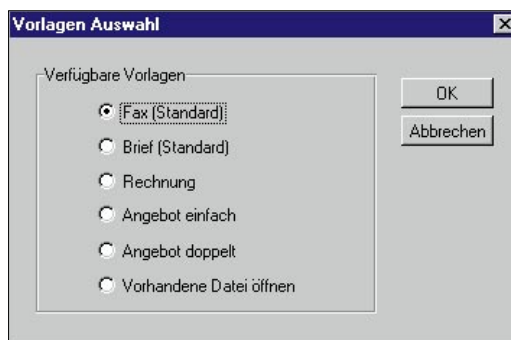 Vorlagen Auswahl
Verfügbare Vorlagen
Fax (Standard)
Brief (Standard)
Rechnung
Angebot einfach
Angebot doppelt
Vorhandene Datei öffnen
OK
Abbrechen